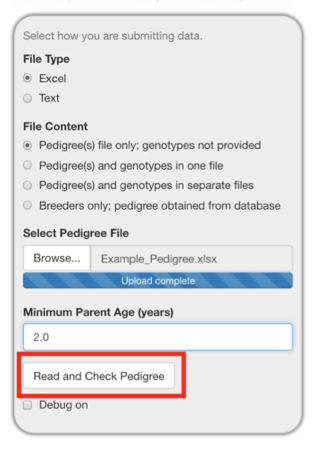 Select how you are submitting data.
File Type
Excel
Text
File Content
Pedigree(s) file only; genotypes not provided
Pedigree(s) and genotypes in one file
Pedigree(s) and genotypes in separate files
Breeders only; pedigree obtained from database
Select Pedigree File
Browse... Example_Pedigree.xlsx
Upload complete
Minimum Parent Age (years)
2.0
Read and Check Pedigree
Debug on